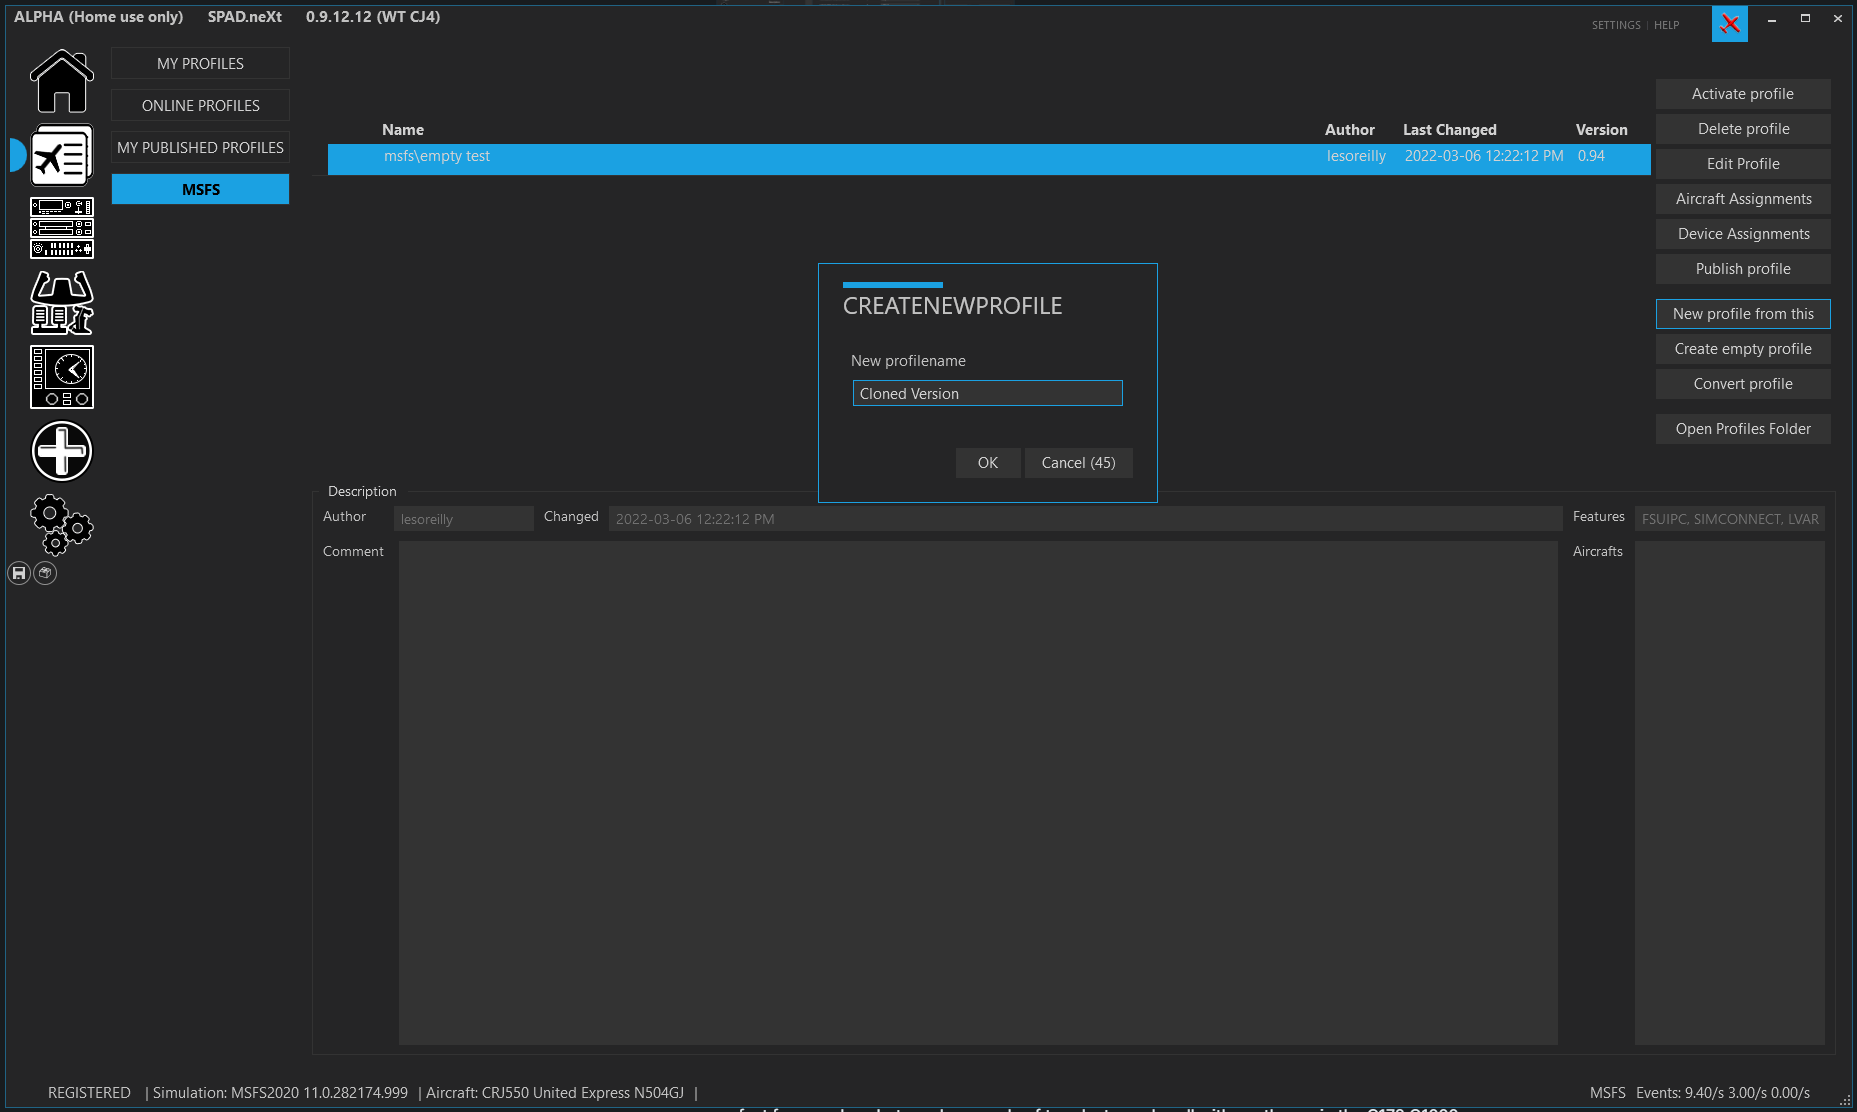 ALPHA (Home use only) SPAD.neXt 0.9.12.12 (WT CJ4)
SETTINGS | HELP
MY PROFILES
ONLINE PROFILES
MY PUBLISHED PROFILES
MSFS
Name Author Last Changed Version
msfs\empty test lesoreilly 2022-03-06 12:22:12 PM 0.94
Activate profile
Delete profile
Edit Profile
Aircraft Assignments
Device Assignments
Publish profile
New profile from this
Create empty profile
Convert profile
Open Profiles Folder
CREATENEWPROFILE
New profilename
Cloned Version
OK Cancel (45)
Description
Author lesoreilly Changed 2022-03-06 12:22:12 PM Features FSUIPC, SIMCONNECT, LVAR
Comment Aircrafts
REGISTERED | Simulation: MSFS2020 11.0.282174.999 | Aircraft: CRJ550 United Express N504GJ |
MSFS Events: 9.40/s 3.00/s 0.00/s